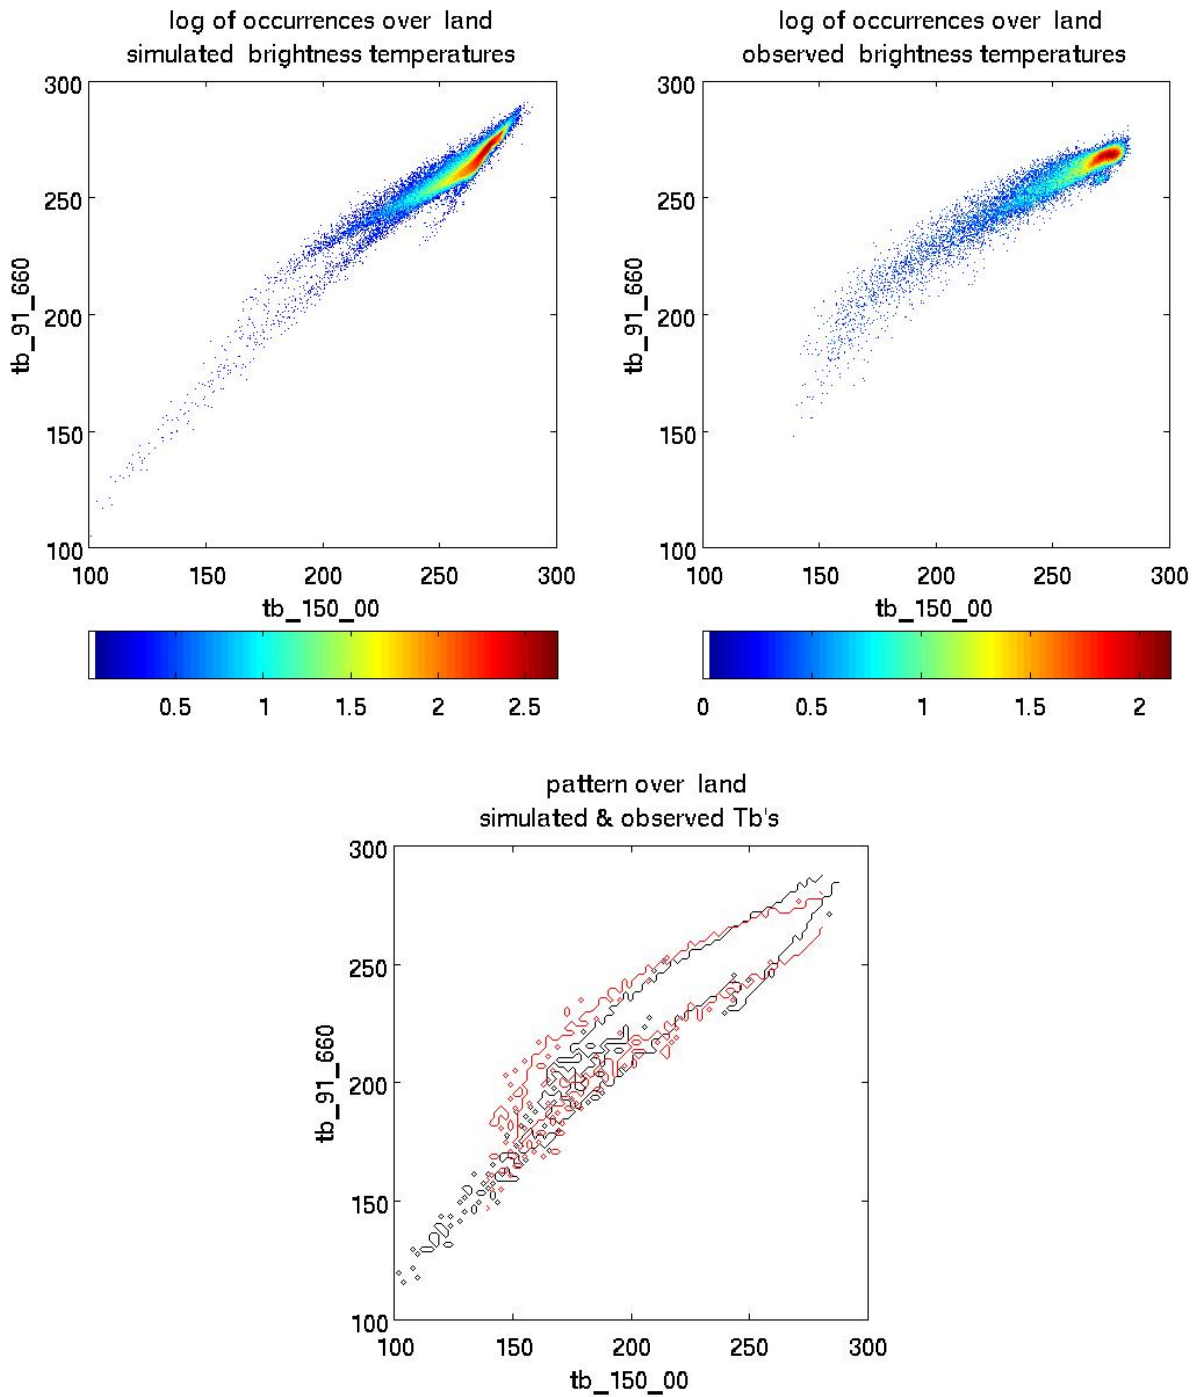 log of occurrences over land
simulated brightness temperatures
300
250
200
150
100
tb_91_660
100 150 200 250 300
tb_150_00
0.5 1 1.5 2 2.5
log of occurrences over land
observed brightness temperatures
300
250
200
150
100
tb_91_660
100 150 200 250 300
tb_150_00
0 0.5 1 1.5 2
pattern over land
simulated & observed Tb's
300
250
200
150
100
tb_91_660
100 150 200 250 300
tb_150_00